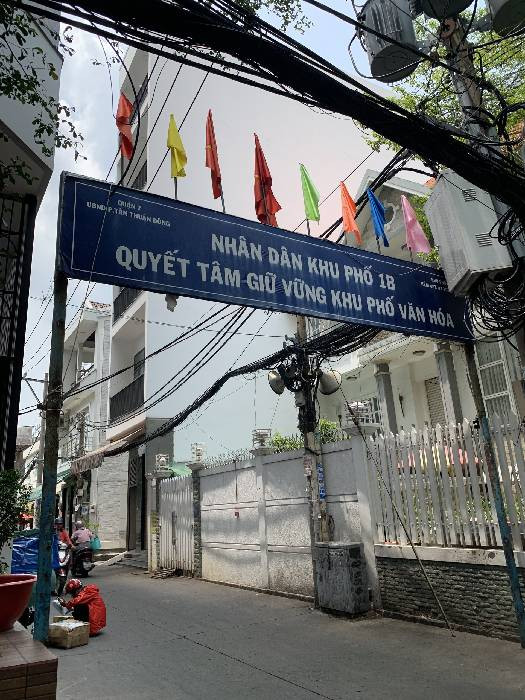 QUẬN 7
UBND P. TÂN THUẬN ĐÔNG
NHÂN DÂN KHU PHỐ 1B
QUYẾT TÂM GIỮ VỮNG KHU PHỐ VĂN HÓA